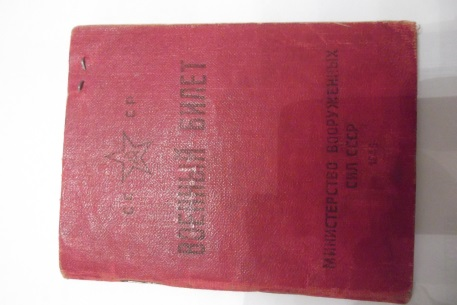 СС СР
ВОЕННЫЙ БИЛЕТ
МИНИСТЕРСТВО ВООРУЖЕННЫХ
СИЛ СССР